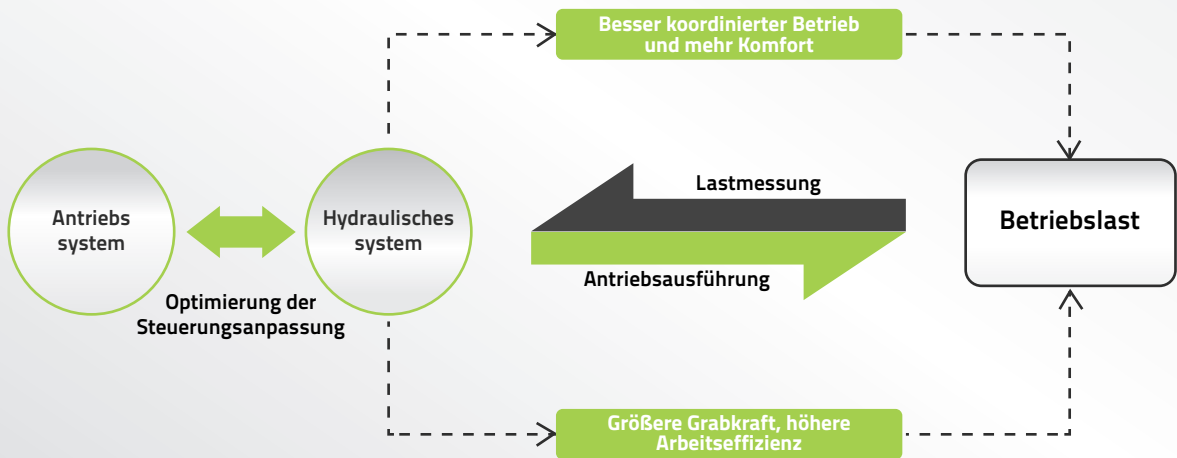 Besser koordinierter Betrieb
und mehr Komfort
Antriebs
system
Hydraulisches
system
Optimierung der
Steuerungsanpassung
Lastmessung
Antriebsausführung
Betriebslast
Größere Grabkraft, höhere
Arbeitseffizienz